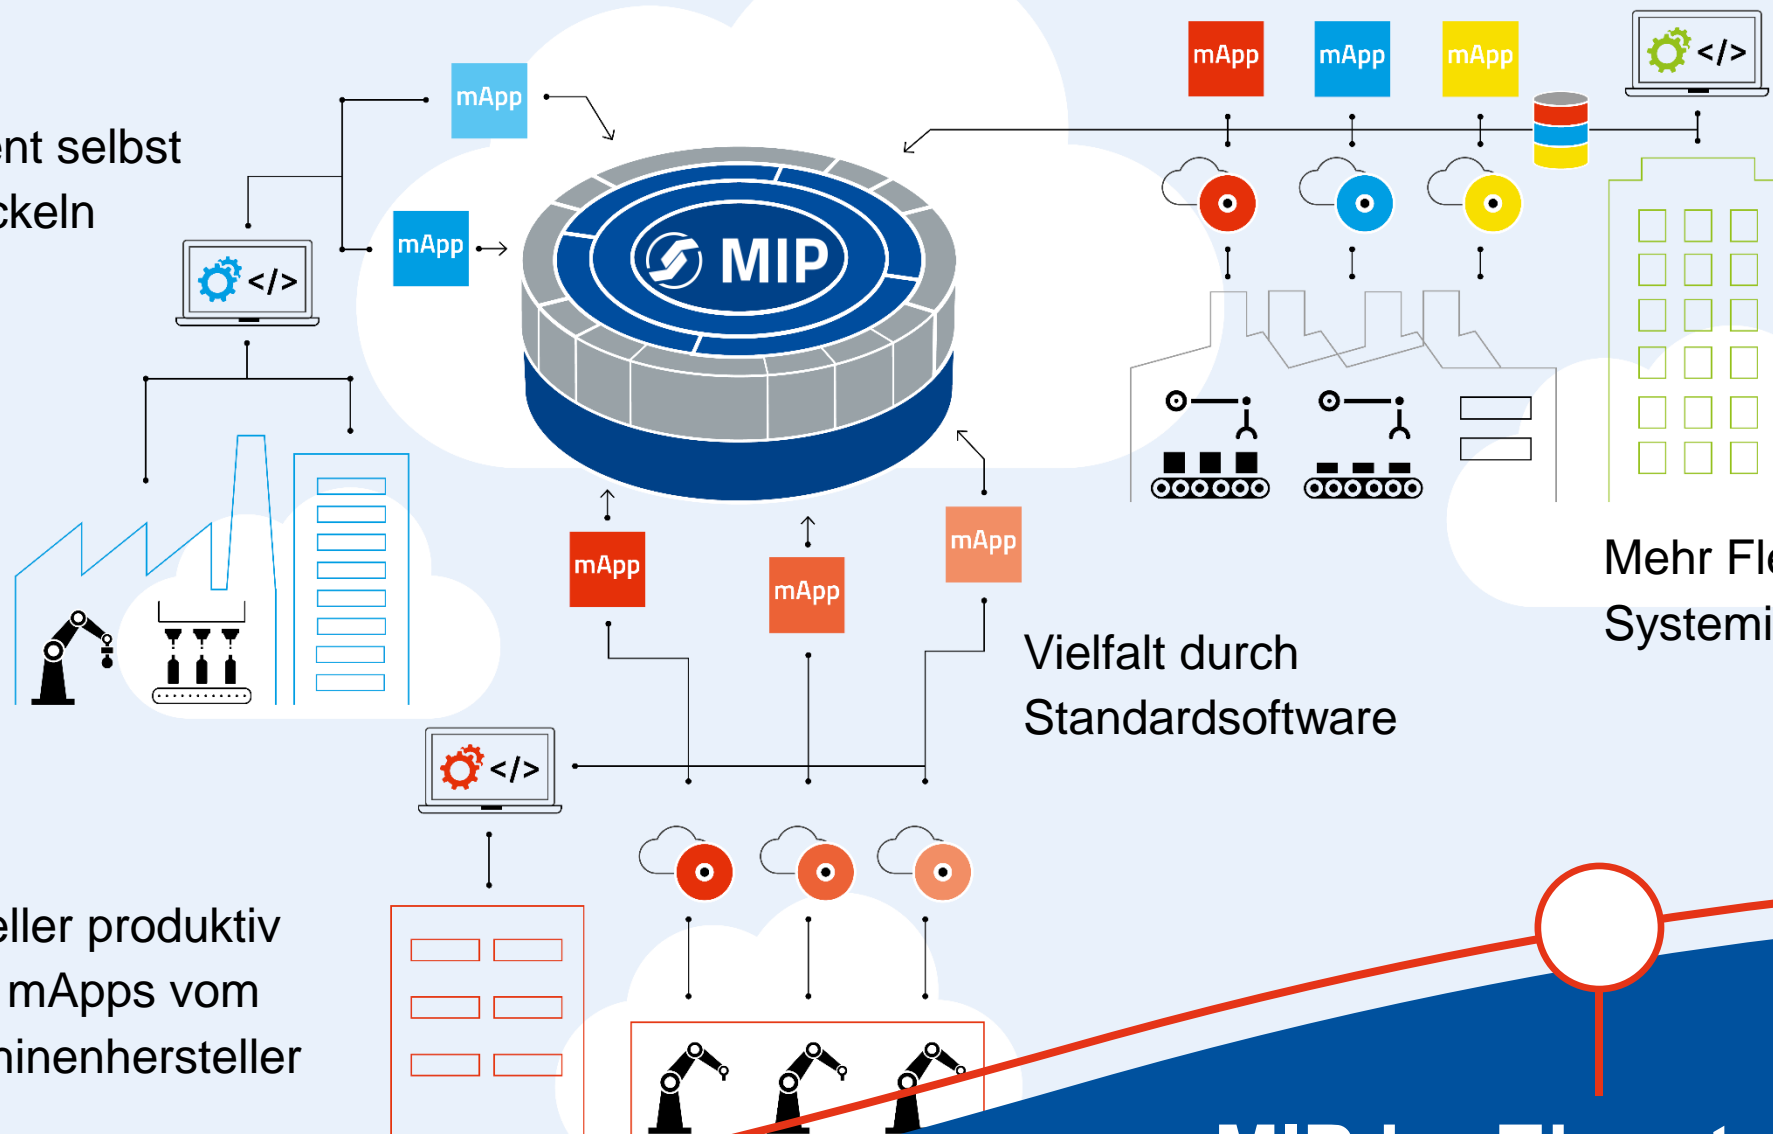 mApp
mApp
mApp
mApp
</>
mApp
ent selbst
ckeln
mApp
MIP
</>
mApp
mApp
mApp
Mehr Fle
Systemi
Vielfalt durch
Standardsoftware
</>
eller produktiv
mApps vom
hinenhersteller